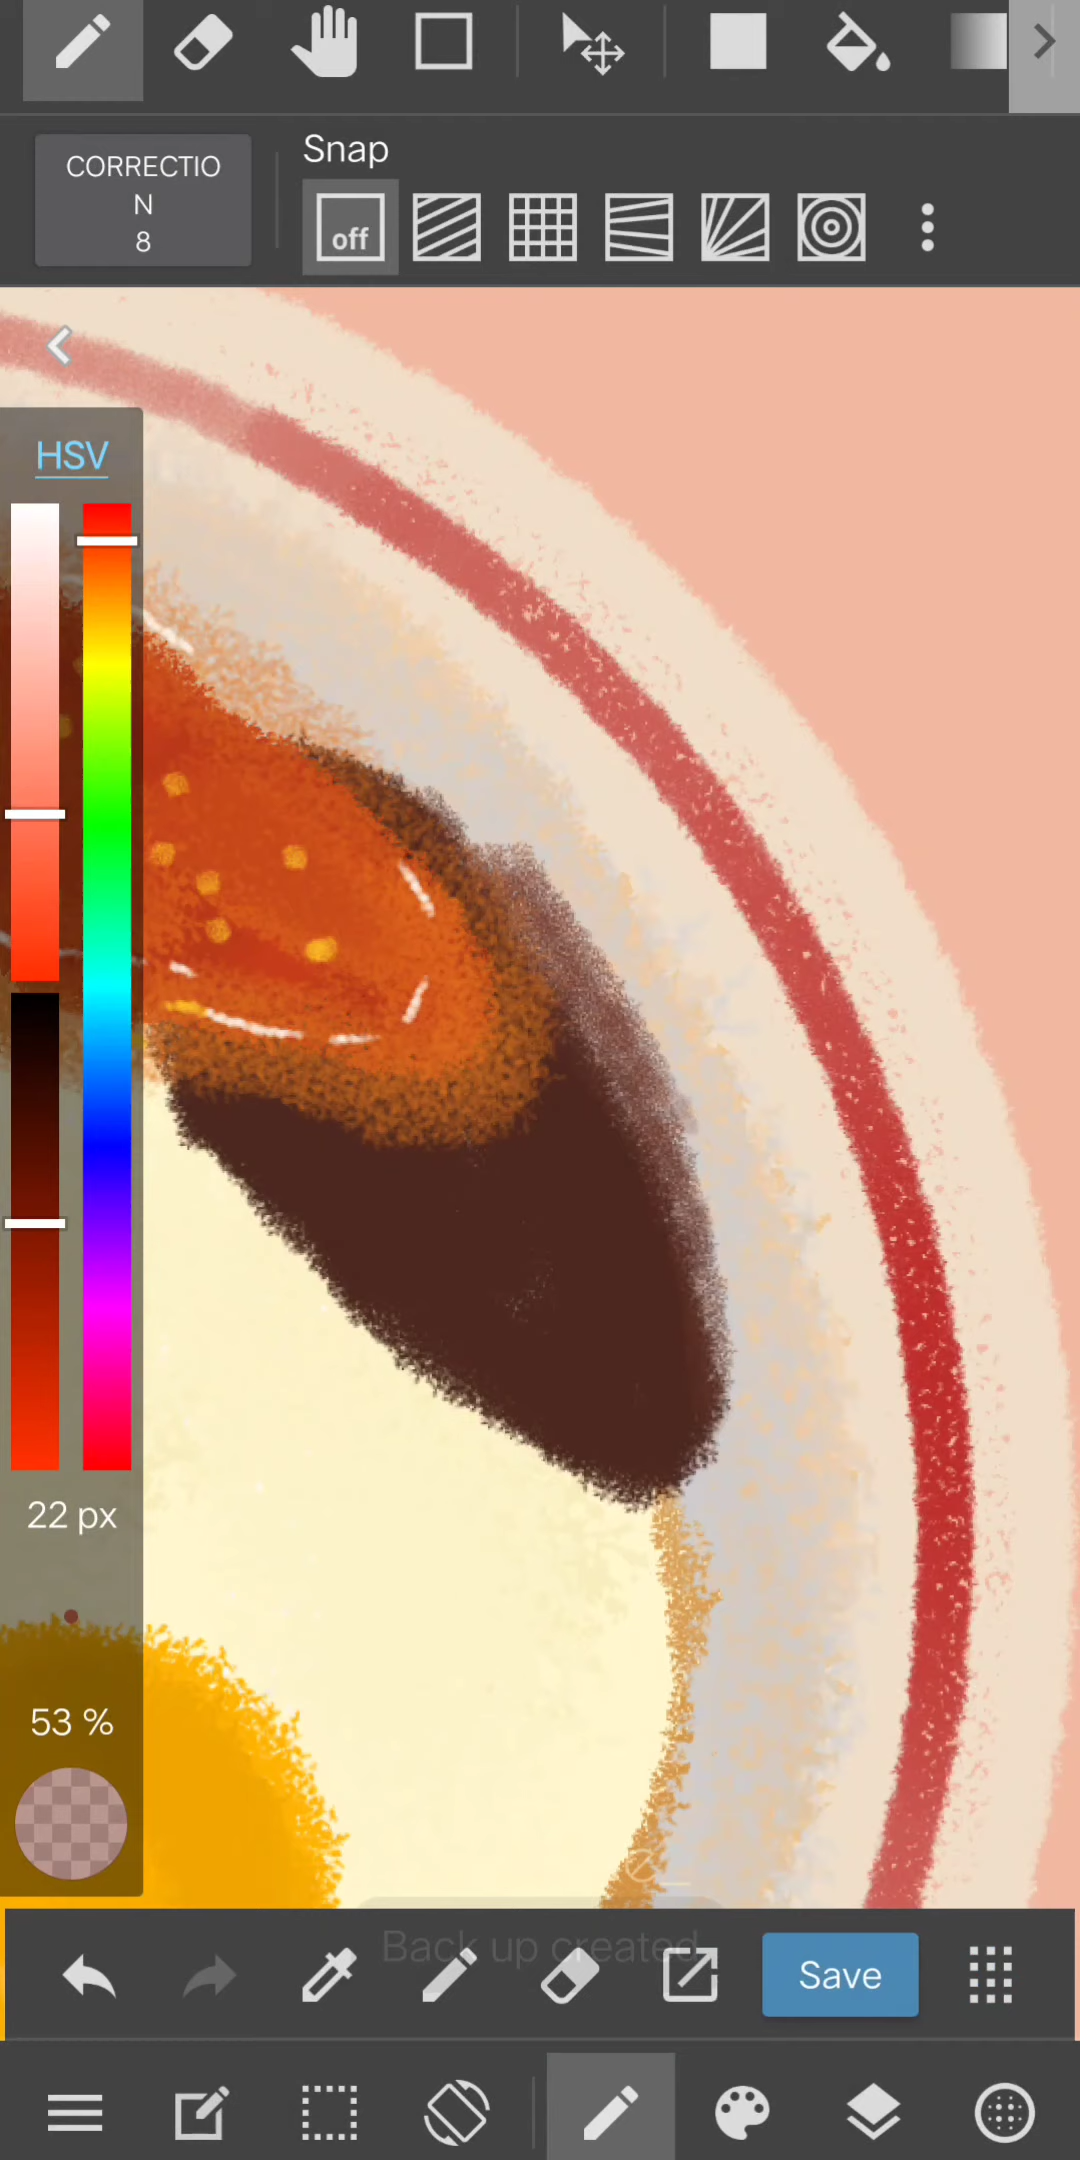 CORRECTIO
N
8
Snap
off
HSV
22 px
53 %
Back up created
Save